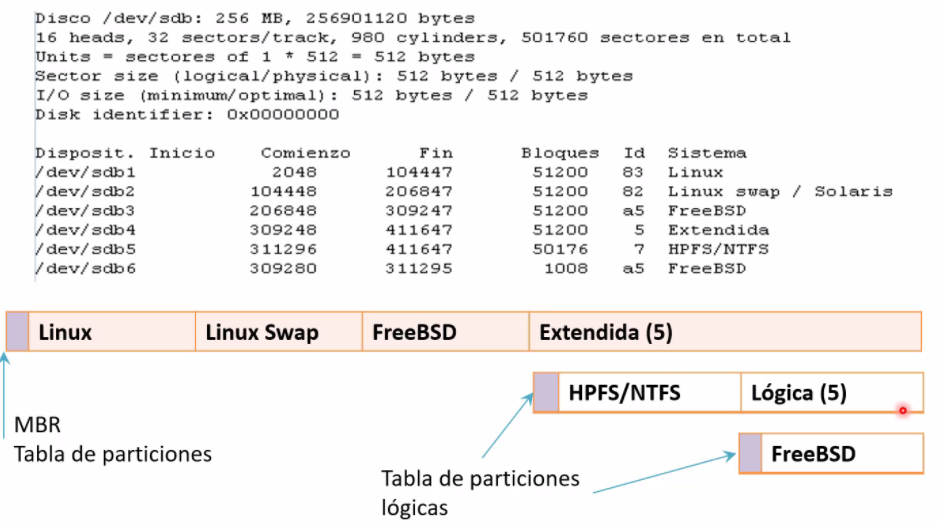 Disco /dev/sdb: 256 MB, 256901120 bytes
16 heads, 32 sectors/track, 980 cylinders, 501760 sectores en total
Units = sectores of 1 * 512 = 512 bytes
Sector size (logical/physical): 512 bytes / 512 bytes
I/O size (minimum/optimal): 512 bytes / 512 bytes
Disk identifier: 0x00000000
Disposit. Inicio Comienzo Fin Bloques Id Sistema
/dev/sdb1 2048 104447 51200 83 Linux
/dev/sdb2 104448 206847 51200 82 Linux swap / Solaris
/dev/sdb3 206848 309247 51200 a5 FreeBSD
/dev/sdb4 309248 411647 51200 5 Extendida
/dev/sdb5 311296 411647 50176 7 HPFS/NTFS
/dev/sdb6 309280 311295 1008 a5 FreeBSD
Linux Linux Swap FreeBSD Extendida (5)
HPFS/NTFS Lógica (5)
MBR
Tabla de particiones
FreeBSD
Tabla de particiones
lógicas